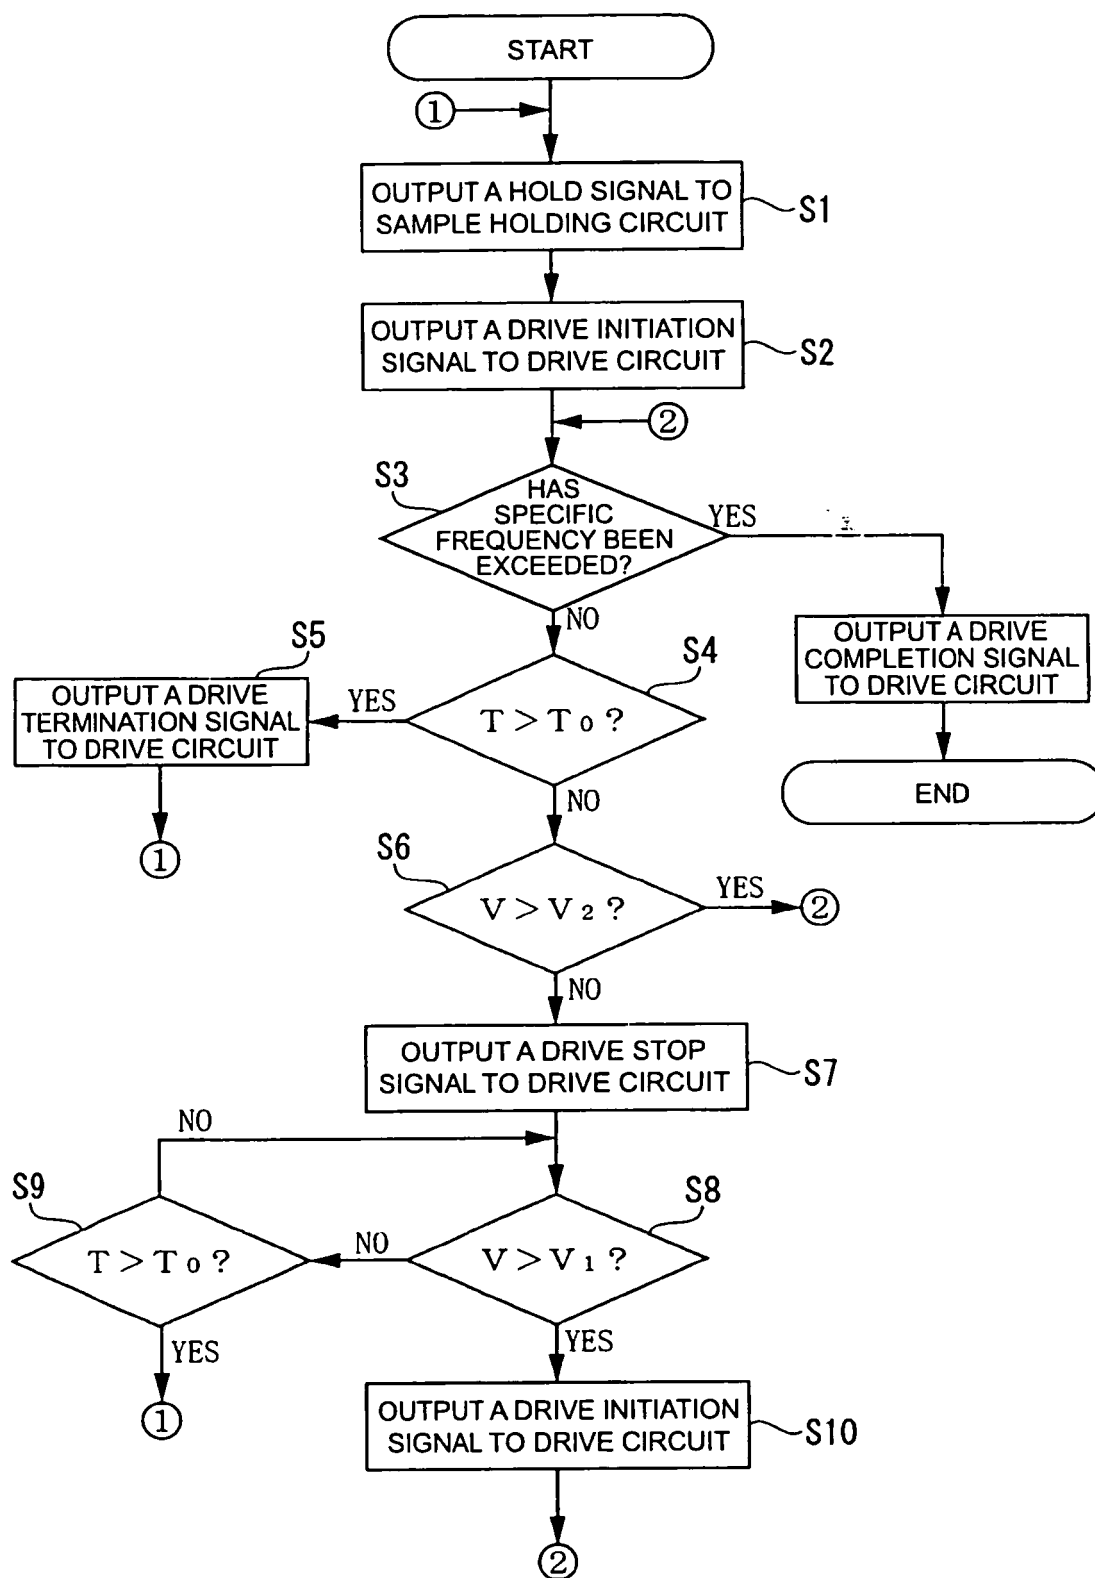 START
①
OUTPUT A HOLD SIGNAL TO
SAMPLE HOLDING CIRCUIT
S1
OUTPUT A DRIVE INITIATION
SIGNAL TO DRIVE CIRCUIT
S2
②
S3
HAS
SPECIFIC
FREQUENCY BEEN
EXCEEDED?
YES
NO
OUTPUT A DRIVE
COMPLETION SIGNAL
TO DRIVE CIRCUIT
END
S4
T > T₀ ?
YES
NO
S5
OUTPUT A DRIVE
TERMINATION SIGNAL
TO DRIVE CIRCUIT
①
S6
V > V₂ ?
YES
②
NO
OUTPUT A DRIVE STOP
SIGNAL TO DRIVE CIRCUIT
S7
NO
S9
T > T₀ ?
NO
S8
V > V₁ ?
YES
①
YES
OUTPUT A DRIVE INITIATION
SIGNAL TO DRIVE CIRCUIT
S10
②